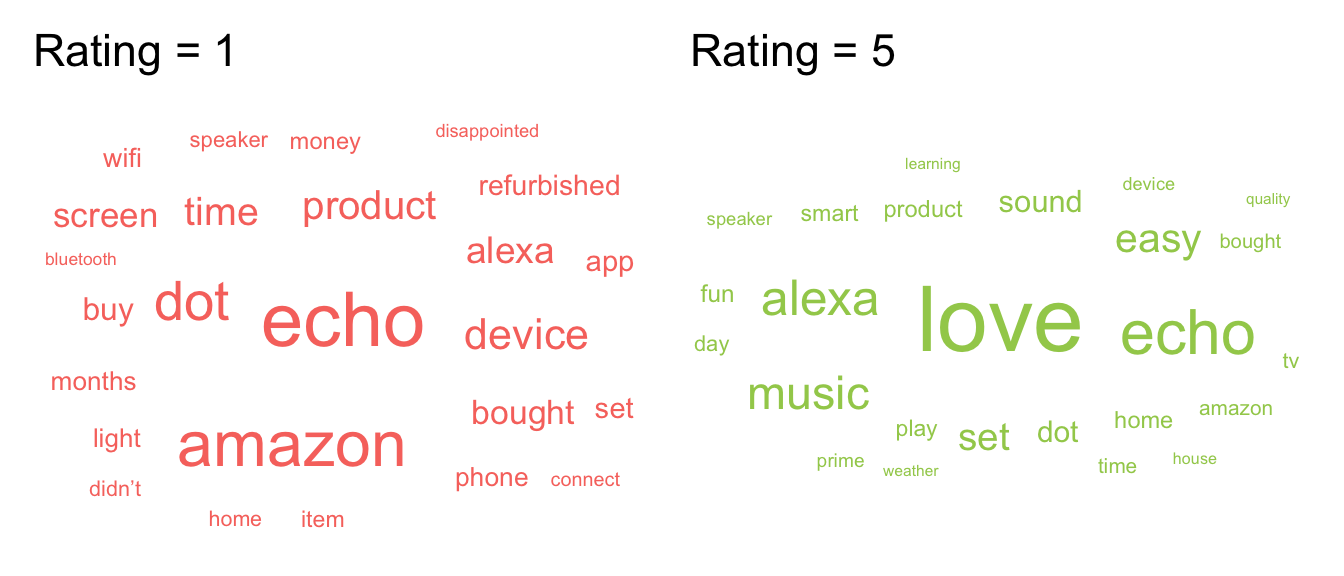 Rating = 1
disappointed
speaker money
wifi
refurbished
screen time product
alexa app
bluetooth
buy dot echo device
months
bought set
light amazon
phone connect
didn’t
home item
Rating = 5
learning
device
quality
speaker smart product sound
easy bought
fun alexa love echo
day
tv
music
amazon
play set dot home
prime weather time house